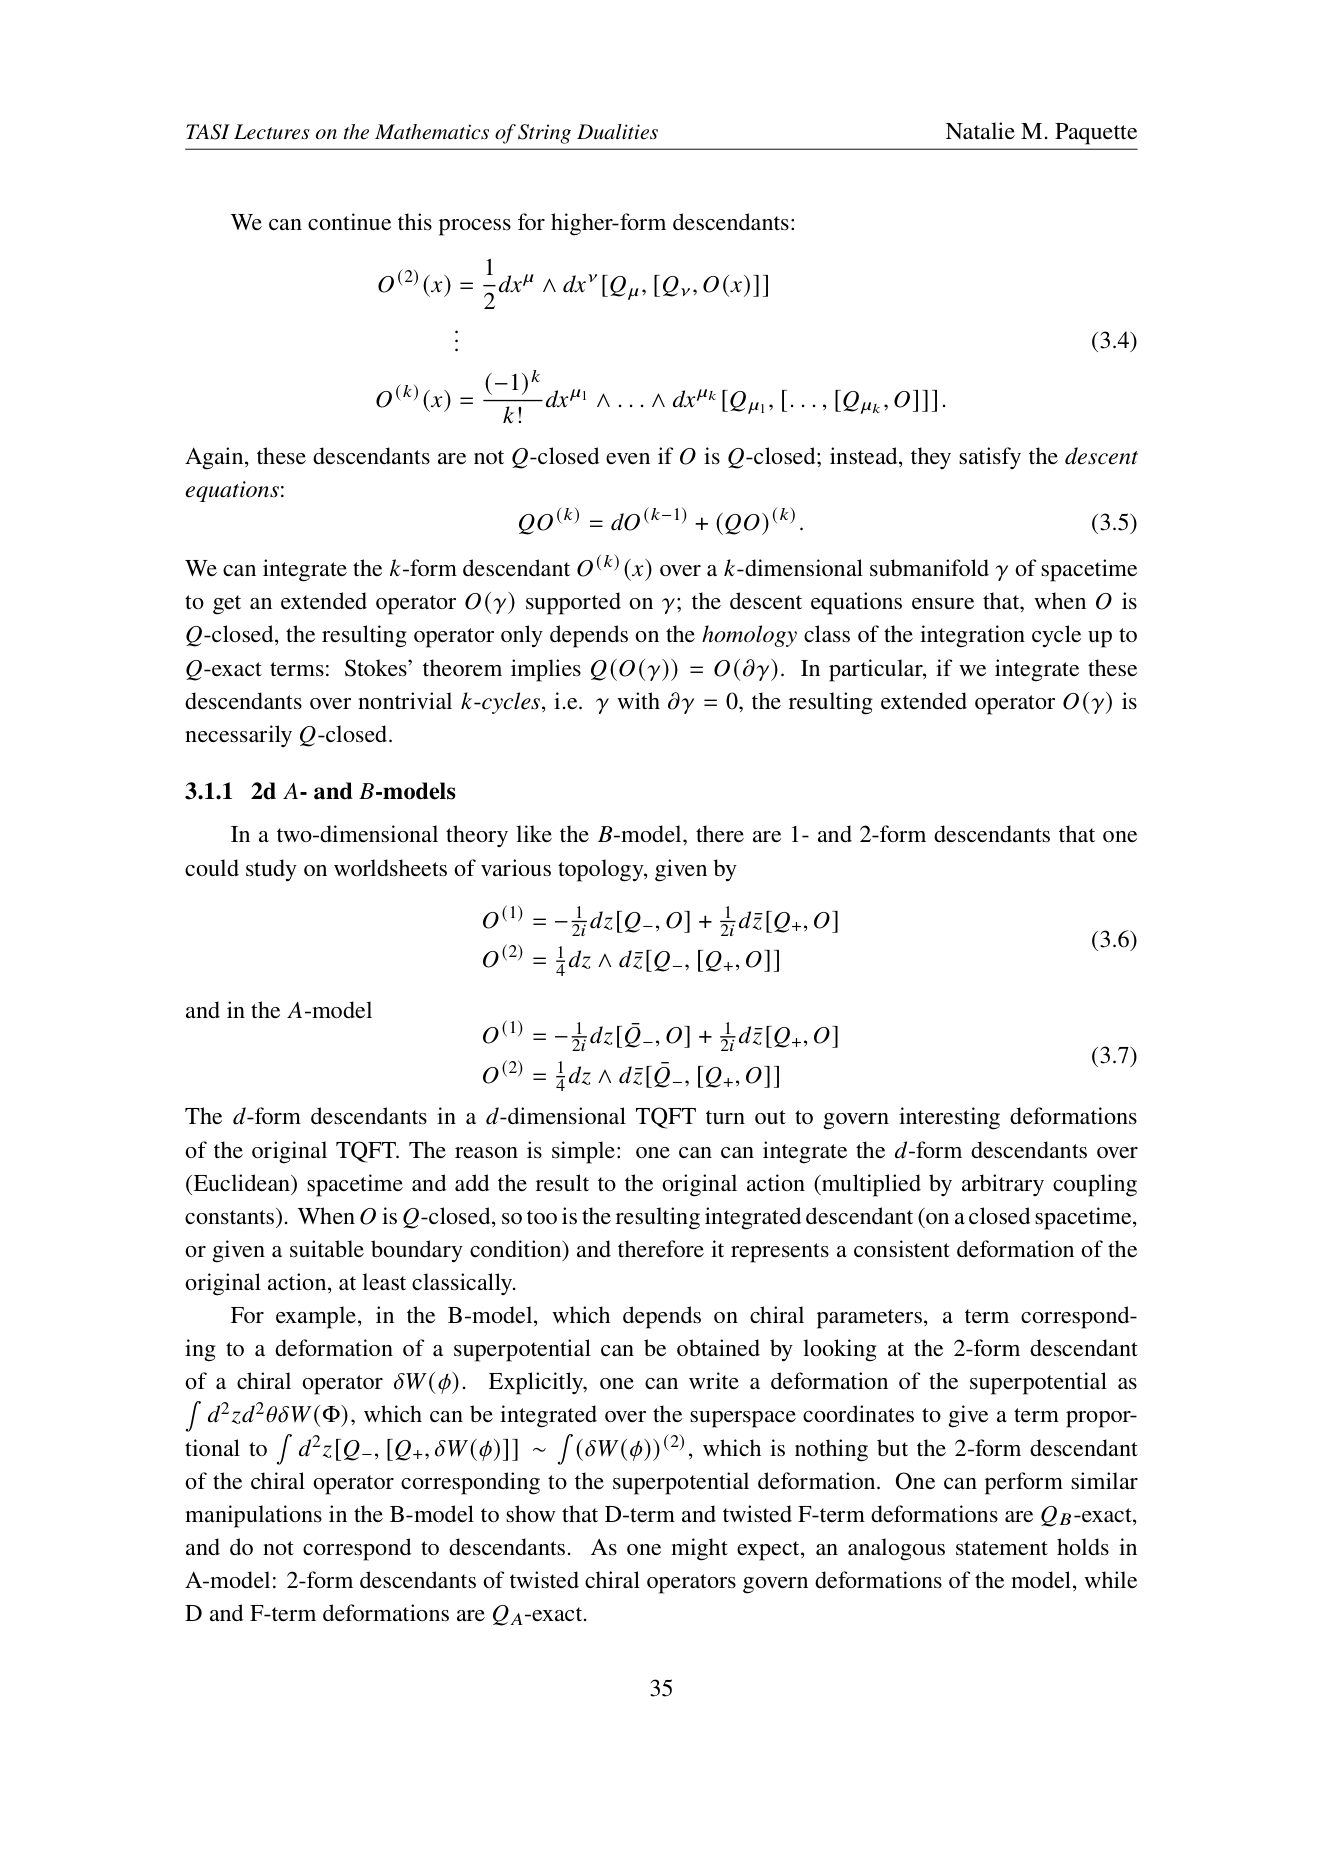 TASI Lectures on the Mathematics of String Dualities Natalie M. Paquette
We can continue this process for higher-form descendants:
O^{(2)}(x) = \frac{1}{2} dx^μ ∧ dx^ν [Q_μ, [Q_ν, O(x)]]
⋮ (3.4)
O^{(k)}(x) = \frac{(−1)^k}{k!} dx^{μ_1} ∧ . . . ∧ dx^{μ_k} [Q_{μ_1}, [. . . , [Q_{μ_k}, O]]].
Again, these descendants are not Q-closed even if O is Q-closed; instead, they satisfy the descent
equations:
QO^{(k)} = dO^{(k−1)} + (QO)^{(k)}. (3.5)
We can integrate the k-form descendant O^{(k)}(x) over a k-dimensional submanifold γ of spacetime
to get an extended operator O(γ) supported on γ; the descent equations ensure that, when O is
Q-closed, the resulting operator only depends on the homology class of the integration cycle up to
Q-exact terms: Stokes’ theorem implies Q(O(γ)) = O(∂γ). In particular, if we integrate these
descendants over nontrivial k-cycles, i.e. γ with ∂γ = 0, the resulting extended operator O(γ) is
necessarily Q-closed.
3.1.1 2d A- and B-models
In a two-dimensional theory like the B-model, there are 1- and 2-form descendants that one
could study on worldsheets of various topology, given by
O^{(1)} = −\frac{1}{2i} dz[Q_−, O] + \frac{1}{2i} dz̄[Q_+, O]
O^{(2)} = \frac{1}{4} dz ∧ dz̄[Q_−, [Q_+, O]] (3.6)
and in the A-model
O^{(1)} = −\frac{1}{2i} dz[Q̄_−, O] + \frac{1}{2i} dz̄[Q_+, O]
O^{(2)} = \frac{1}{4} dz ∧ dz̄[Q̄_−, [Q_+, O]] (3.7)
The d-form descendants in a d-dimensional TQFT turn out to govern interesting deformations
of the original TQFT. The reason is simple: one can can integrate the d-form descendants over
(Euclidean) spacetime and add the result to the original action (multiplied by arbitrary coupling
constants). When O is Q-closed, so too is the resulting integrated descendant (on a closed spacetime,
or given a suitable boundary condition) and therefore it represents a consistent deformation of the
original action, at least classically.
For example, in the B-model, which depends on chiral parameters, a term correspond-
ing to a deformation of a superpotential can be obtained by looking at the 2-form descendant
of a chiral operator δW(ϕ). Explicitly, one can write a deformation of the superpotential as
∫ d^2zd^2θδW(Φ), which can be integrated over the superspace coordinates to give a term propor-
tional to ∫ d^2z[Q_−, [Q_+, δW(ϕ)]] ∼ ∫(δW(ϕ))^{(2)}, which is nothing but the 2-form descendant
of the chiral operator corresponding to the superpotential deformation. One can perform similar
manipulations in the B-model to show that D-term and twisted F-term deformations are Q_B-exact,
and do not correspond to descendants. As one might expect, an analogous statement holds in
A-model: 2-form descendants of twisted chiral operators govern deformations of the model, while
D and F-term deformations are Q_A-exact.
35